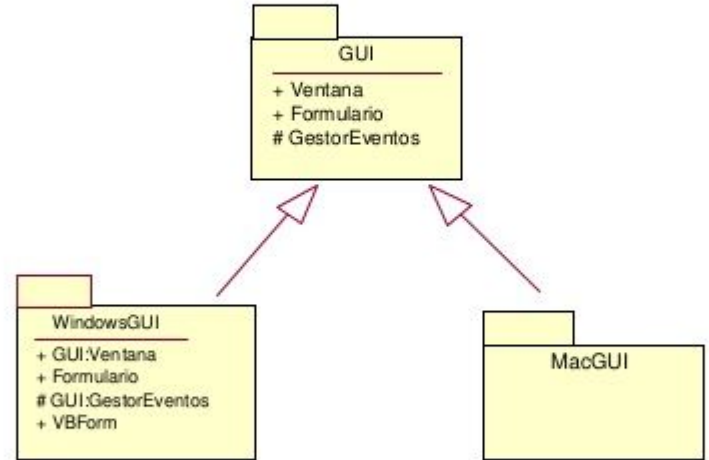 GUI
+ Ventana
+ Formulario
# GestorEventos
WindowsGUI
+ GUI:Ventana
+ Formulario
# GUI:GestorEventos
+ VBForm
MacGUI